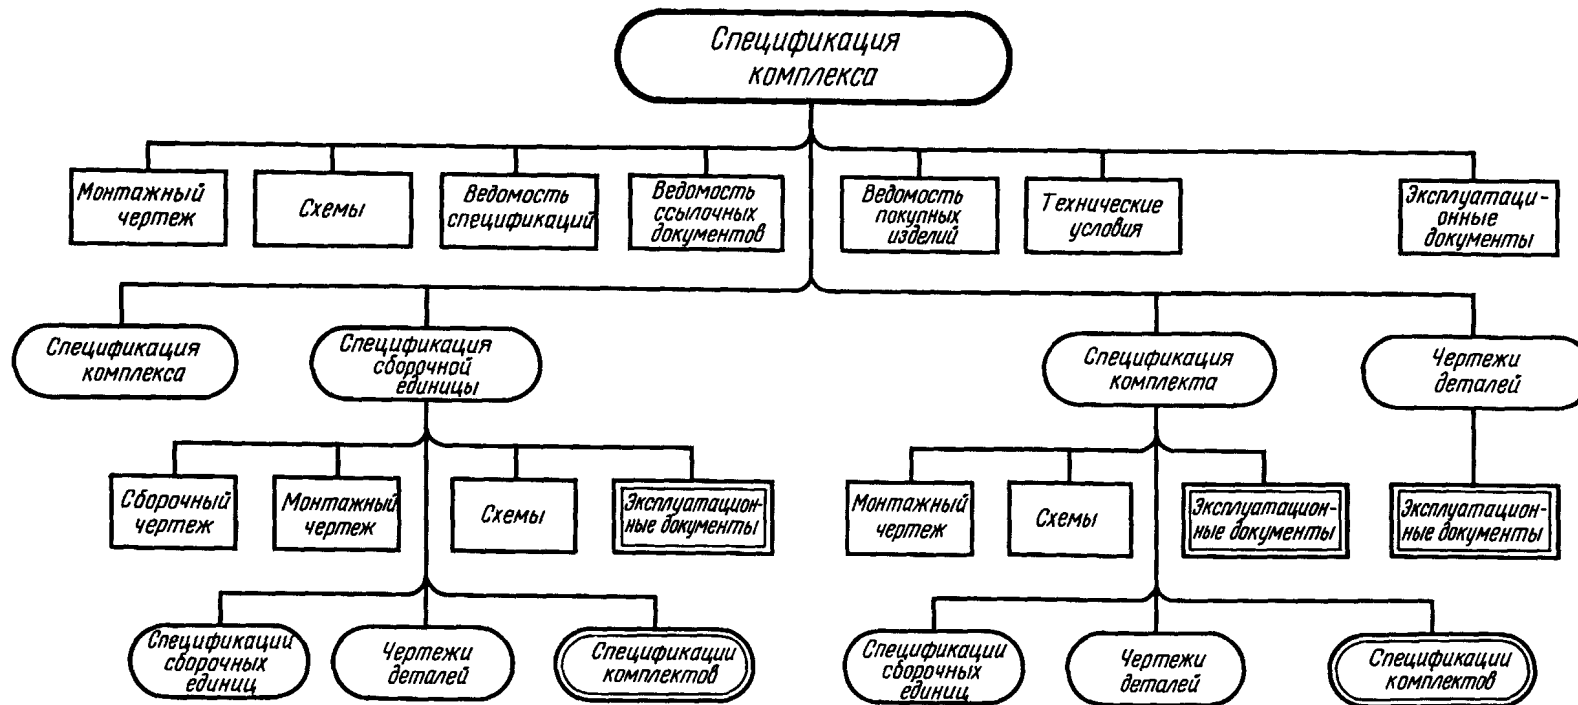 Спецификация
комплекса
Монтажный
чертеж
Схемы
Ведомость
спецификаций
Ведомость
ссылочных
документов
Ведомость
покупных
изделий
Технические
условия
Эксплуатаци-
онные
документы
Спецификация
комплекса
Спецификация
сборочной
единицы
Спецификация
комплекта
Чертежи
деталей
Сборочный
чертеж
Монтажный
чертеж
Схемы
Эксплуатацион-
ные документы
Монтажный
чертеж
Схемы
Эксплуатацион-
ные документы
Эксплуатацион-
ные документы
Спецификации
сборочных
единиц
Чертежи
деталей
Спецификации
комплектов
Спецификации
сборочных
единиц
Чертежи
деталей
Спецификации
комплектов